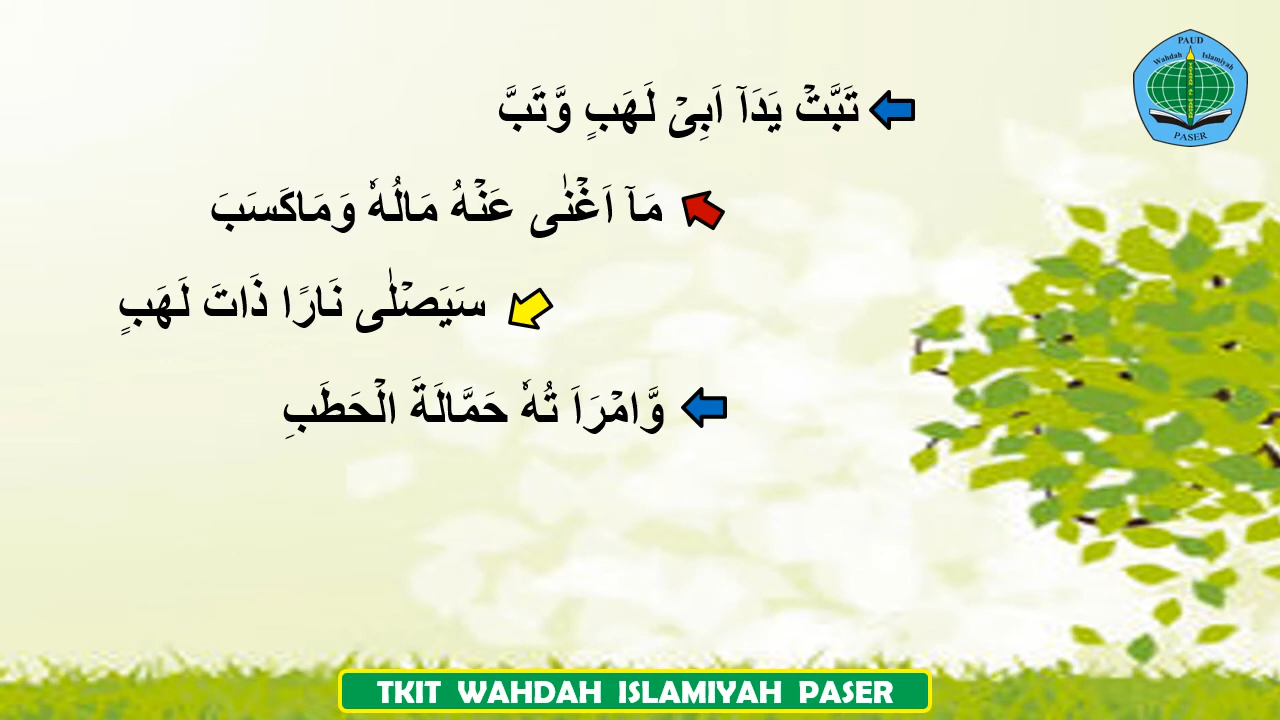 PAUD
Wahdah Islamiyah
PASER
تَبَّتۡ يَدَآ اَبِىۡ لَهَبٍ وَّتَبَّ
مَآ اَغۡنٰى عَنۡهُ مَالُهٗ وَمَاكَسَبَ
سَيَصۡلٰى نَارًا ذَاتَ لَهَبٍ
وَّامۡرَاَ تُهٗ حَمَّالَةَ الۡحَطَبِ
TKIT WAHDAH ISLAMIYAH PASER